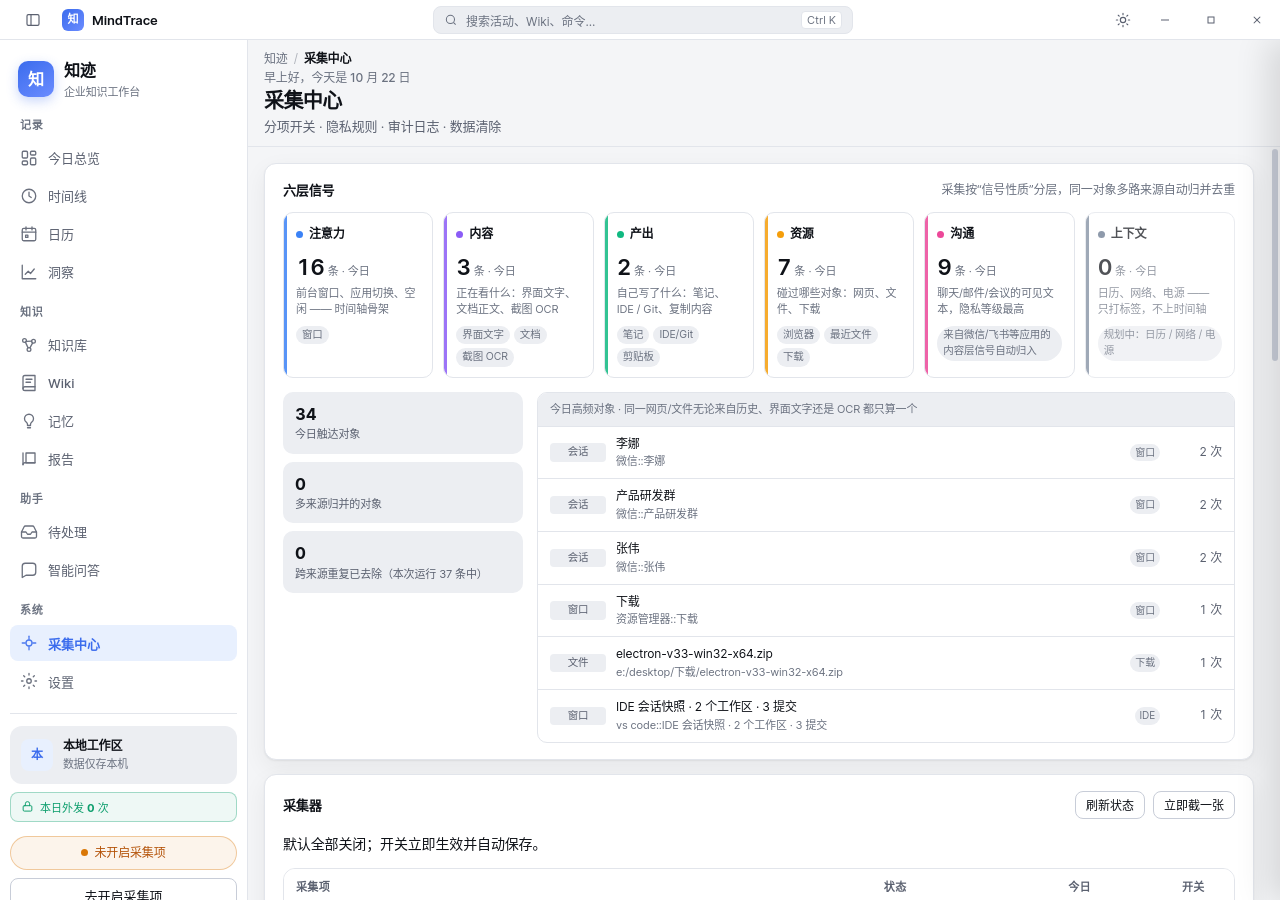 知 MindTrace
搜索活动、Wiki、命令... Ctrl K
知 知迹
企业知识工作台
记录
今日总览
时间线
日历
洞察
知识
知识库
Wiki
记忆
报告
助手
待处理
智能问答
系统
采集中心
设置
本 本地工作区
数据仅存本机
本日外发 0 次
未开启采集项
去开启采集项
知迹 / 采集中心
早上好，今天是 10 月 22 日
采集中心
分项开关 · 隐私规则 · 审计日志 · 数据清除
六层信号
采集按“信号性质”分层，同一对象多路来源自动归并去重
注意力
16 条 · 今日
前台窗口、应用切换、空
闲 —— 时间轴骨架
窗口
内容
3 条 · 今日
正在看什么：界面文字、
文档正文、截图 OCR
界面文字 文档
截图 OCR
产出
2 条 · 今日
自己写了什么：笔记、
IDE / Git、复制内容
笔记 IDE/Git
剪贴板
资源
7 条 · 今日
碰过哪些对象：网页、文
件、下载
浏览器 最近文件
下载
沟通
9 条 · 今日
聊天/邮件/会议的可见文
本，隐私等级最高
来自微信/飞书等应用的
内容层信号自动归入
上下文
0 条 · 今日
日历、网络、电源 ——
只打标签，不上时间轴
规划中：日历 / 网络 / 电
源
34
今日触达对象
0
多来源归并的对象
0
跨来源重复已去除（本次运行 37 条中）
今日高频对象 · 同一网页/文件无论来自历史、界面文字还是 OCR 都只算一个
会话 李娜 窗口 2 次
微信::李娜
会话 产品研发群 窗口 2 次
微信::产品研发群
会话 张伟 窗口 2 次
微信::张伟
窗口 下载 窗口 1 次
资源管理器::下载
文件 electron-v33-win32-x64.zip 下载 1 次
e:/desktop/下载/electron-v33-win32-x64.zip
窗口 IDE 会话快照 · 2 个工作区 · 3 提交 IDE 1 次
vs code::IDE 会话快照 · 2 个工作区 · 3 提交
采集器 刷新状态 立即截一张
默认全部关闭；开关立即生效并自动保存。
采集项 状态 今日 开关